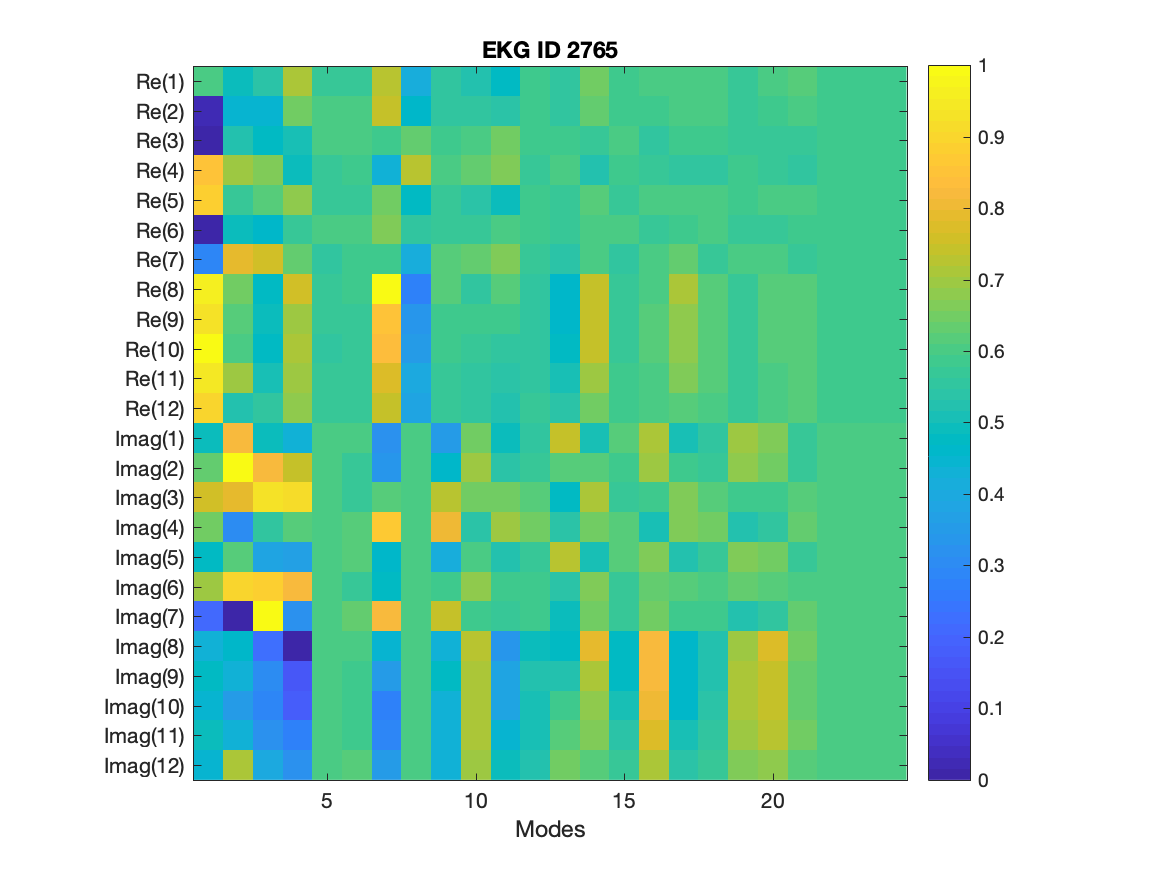 EKG ID 2765
Re(1)
Re(2)
Re(3)
Re(4)
Re(5)
Re(6)
Re(7)
Re(8)
Re(9)
Re(10)
Re(11)
Re(12)
Imag(1)
Imag(2)
Imag(3)
Imag(4)
Imag(5)
Imag(6)
Imag(7)
Imag(8)
Imag(9)
Imag(10)
Imag(11)
Imag(12)
5 10 15 20
Modes
1
0.9
0.8
0.7
0.6
0.5
0.4
0.3
0.2
0.1
0